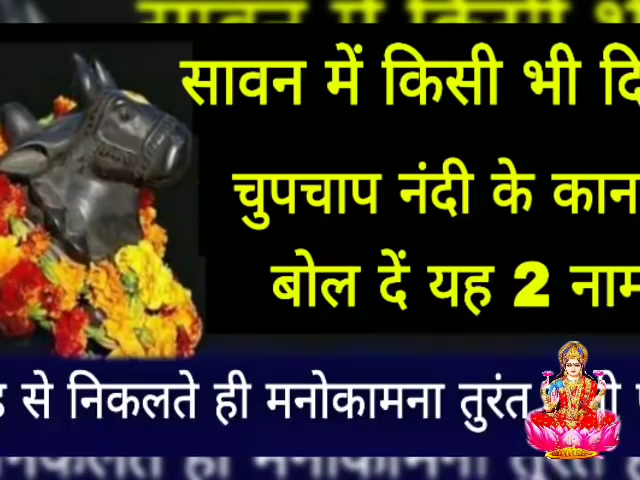 सावन में किसी भी
चुपचाप नंदी के कान
बोल दें यह 2 नाम
से निकलते ही मनोकामना तुरंत